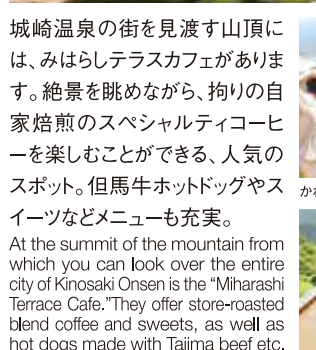 城崎温泉の街を見渡す山頂に
は、みはらしテラスカフェがありま
す。絶景を眺めながら、拘りの自
家焙煎のスペシャルティコーヒ
ーを楽しむことができる、人気の
スポット。但馬牛ホットドッグやス
イーツなどメニューも充実。
At the summit of the mountain from
which you can look over the entire
city of Kinosaki Onsen is the “Miharashi
Terrace Cafe.”They offer store-roasted
blend coffee and sweets, as well as
hot dogs made with Tajima beef etc.